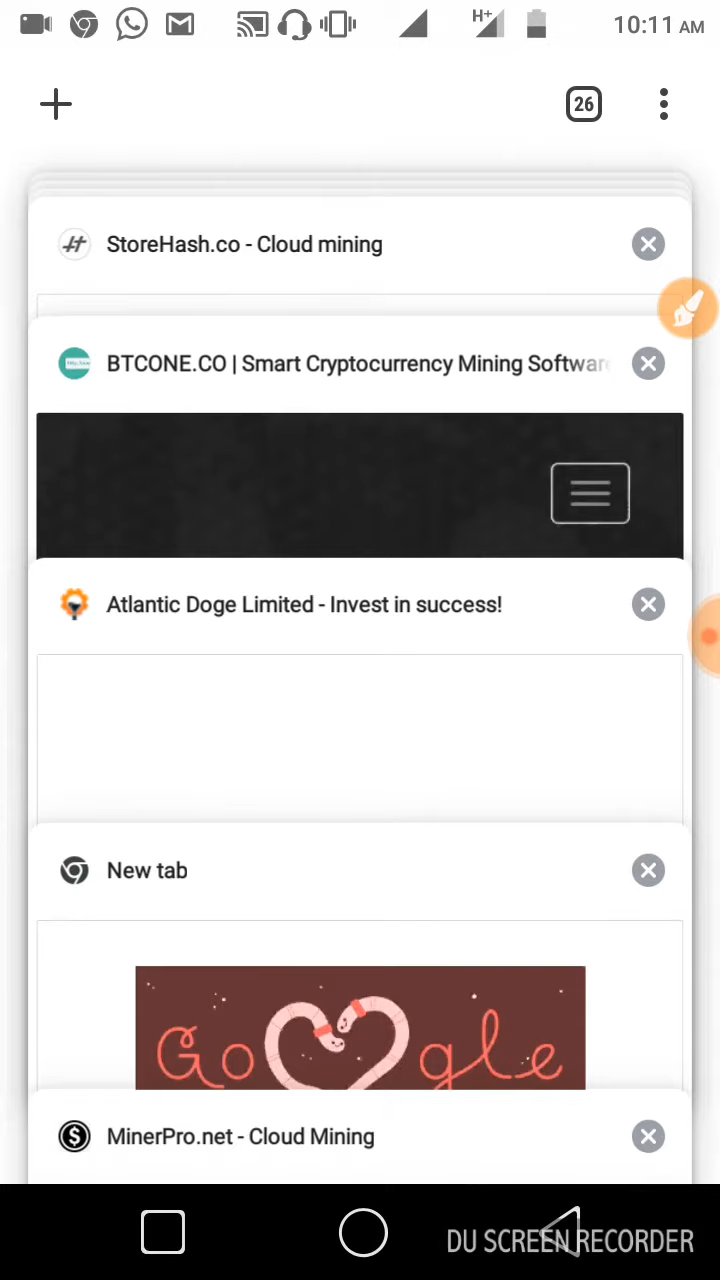 H+ 10:11 AM
26
StoreHash.co - Cloud mining
BTCONE.CO | Smart Cryptocurrency Mining Softwar
Atlantic Doge Limited - Invest in success!
New tab
Google
MinerPro.net - Cloud Mining
DU SCREEN RECORDER